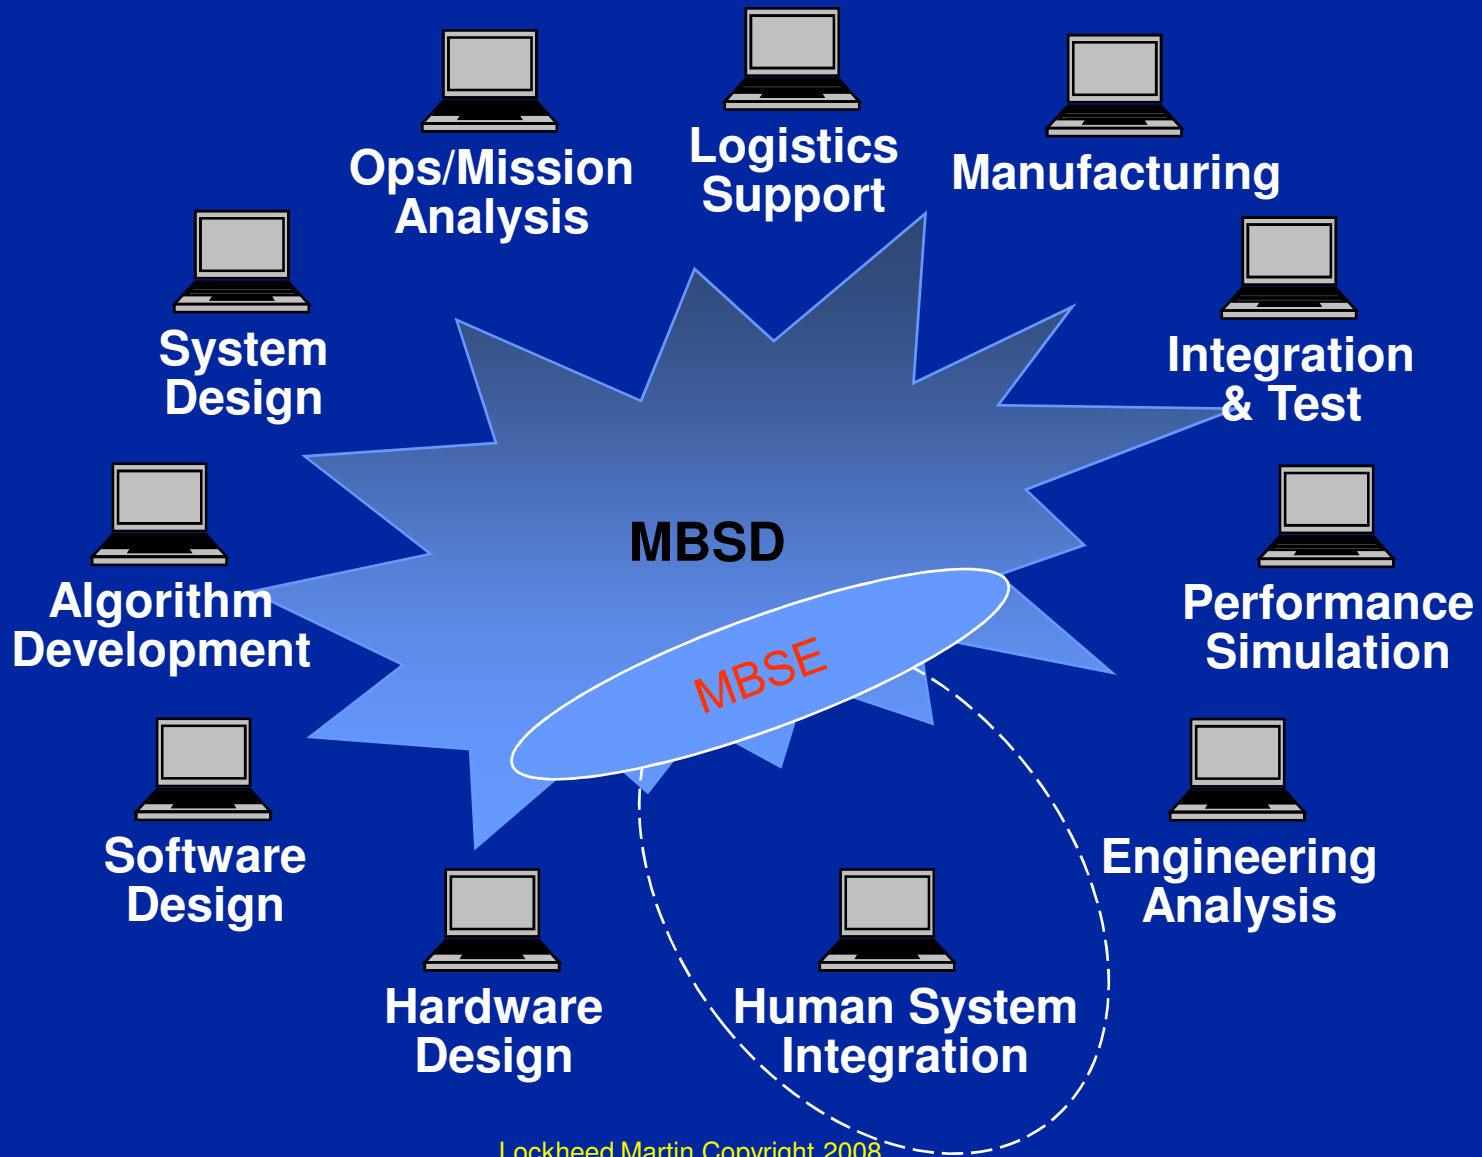 Logistics
Support
Ops/Mission
Analysis
Manufacturing
System
Design
Integration
& Test
MBSD
Algorithm
Development
Performance
Simulation
MBSE
Software
Design
Engineering
Analysis
Hardware
Design
Human System
Integration
Lockheed Martin Copyright 2008